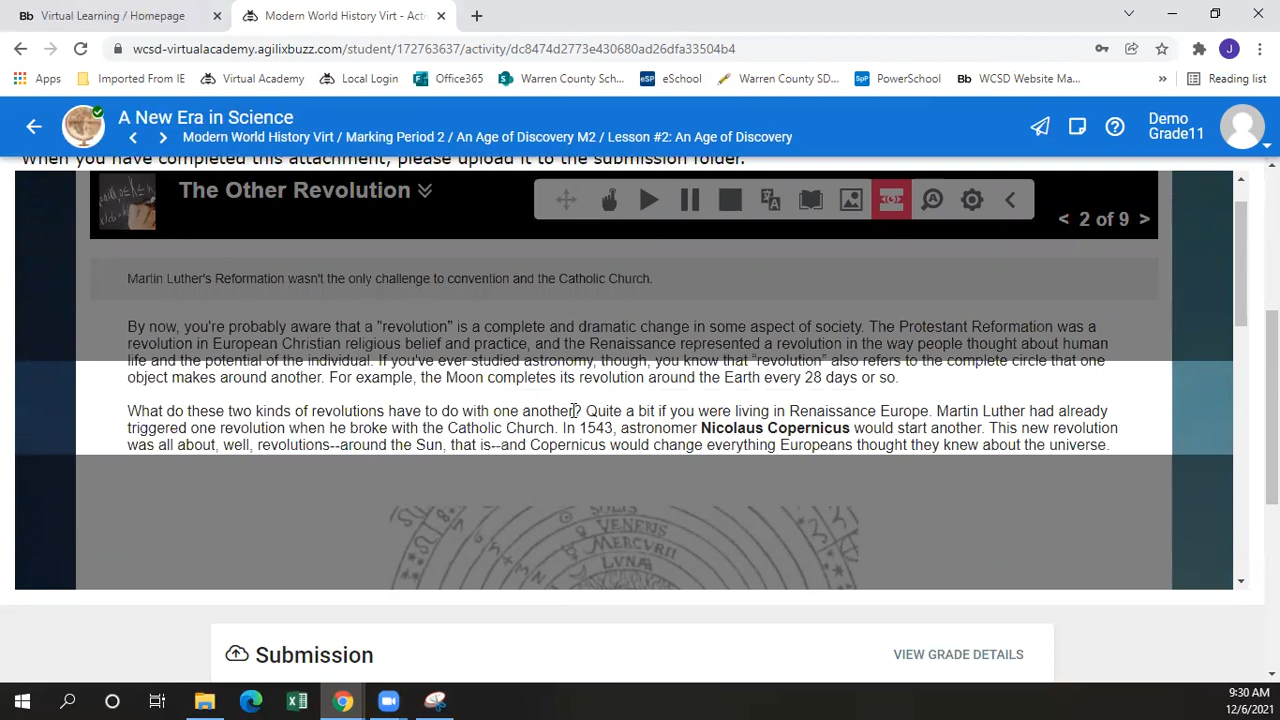 Bb Virtual Learning / Homepage
Modern World History Virt - Acti
wcsd-virtualacademy.agilixbuzz.com/student/172763637/activity/dc8474d2773e430680ad26dfa33504b4
Apps Imported From IE Virtual Academy Local Login Office365 Warren County Sch... eSP eSchool Warren County SD... SP PowerSchool Bb WCSD Website Ma... » Reading list
J
A New Era in Science
Modern World History Virt / Marking Period 2 / An Age of Discovery M2 / Lesson #2: An Age of Discovery
Demo
Grade11
When you have completed this attachment, please upload it to the submission folder.
The Other Revolution
< 2 of 9 >
Martin Luther's Reformation wasn't the only challenge to convention and the Catholic Church.
By now, you're probably aware that a "revolution" is a complete and dramatic change in some aspect of society. The Protestant Reformation was a
revolution in European Christian religious belief and practice, and the Renaissance represented a revolution in the way people thought about human
life and the potential of the individual. If you've ever studied astronomy, though, you know that "revolution" also refers to the complete circle that one
object makes around another. For example, the Moon completes its revolution around the Earth every 28 days or so.
What do these two kinds of revolutions have to do with one another? Quite a bit if you were living in Renaissance Europe. Martin Luther had already
triggered one revolution when he broke with the Catholic Church. In 1543, astronomer Nicolaus Copernicus would start another. This new revolution
was all about, well, revolutions--around the Sun, that is--and Copernicus would change everything Europeans thought they knew about the universe.
SOLIS
VENERIS
MERCVRII
LVNÆ
Submission
VIEW GRADE DETAILS
9:30 AM
12/6/2021